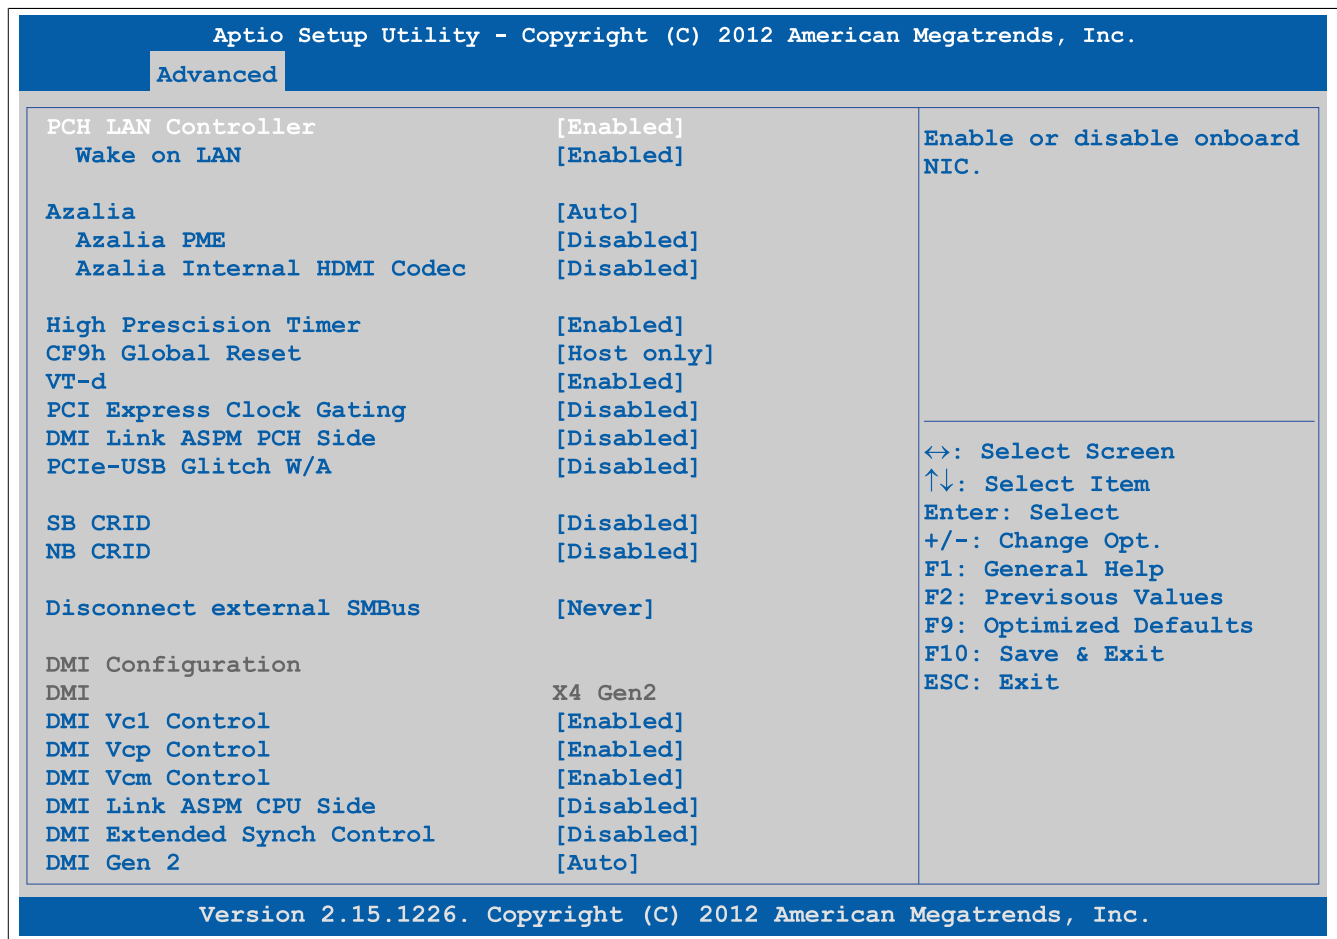 Aptio Setup Utility - Copyright (C) 2012 American Megatrends, Inc.
Advanced
PCH LAN Controller [Enabled]
Wake on LAN [Enabled]
Azalia [Auto]
Azalia PME [Disabled]
Azalia Internal HDMI Codec [Disabled]
High Prescision Timer [Enabled]
CF9h Global Reset [Host only]
VT-d [Enabled]
PCI Express Clock Gating [Disabled]
DMI Link ASPM PCH Side [Disabled]
PCIe-USB Glitch W/A [Disabled]
SB CRID [Disabled]
NB CRID [Disabled]
Disconnect external SMBus [Never]
DMI Configuration
DMI X4 Gen2
DMI Vc1 Control [Enabled]
DMI Vcp Control [Enabled]
DMI Vcm Control [Enabled]
DMI Link ASPM CPU Side [Disabled]
DMI Extended Synch Control [Disabled]
DMI Gen 2 [Auto]
Enable or disable onboard
NIC.
↔: Select Screen
↑↓: Select Item
Enter: Select
+/-: Change Opt.
F1: General Help
F2: Previsous Values
F9: Optimized Defaults
F10: Save & Exit
ESC: Exit
Version 2.15.1226. Copyright (C) 2012 American Megatrends, Inc.